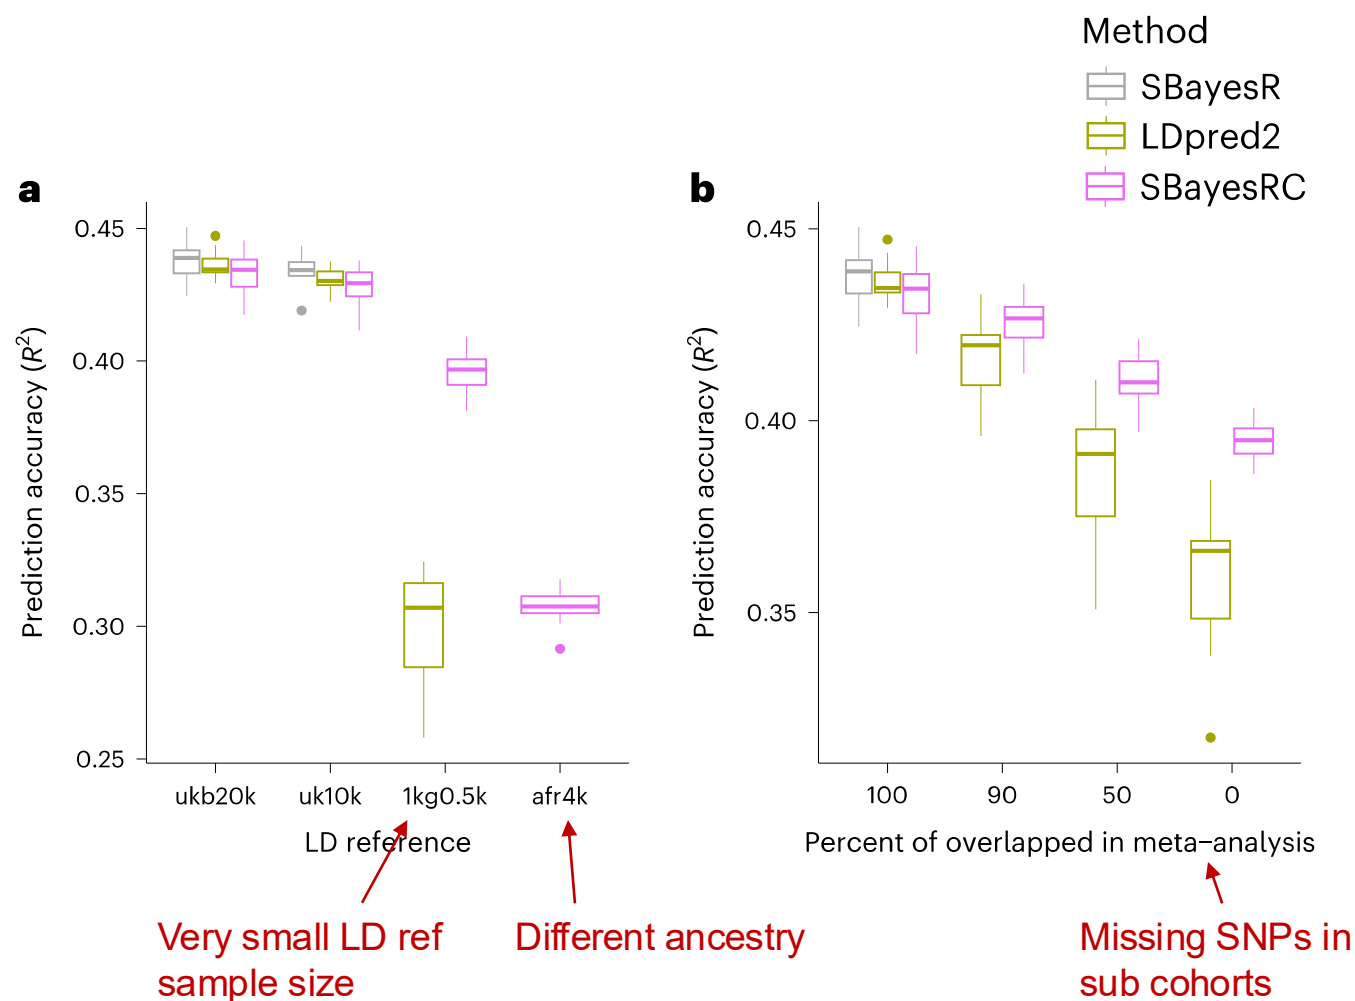 Method
SBayesR
LDpred2
SBayesRC
a
Prediction accuracy (R²)
0.45
0.40
0.35
0.30
0.25
ukb20k uk10k 1kg0.5k afr4k
LD reference
Very small LD ref
sample size
Different ancestry
b
Prediction accuracy (R²)
0.45
0.40
0.35
100 90 50 0
Percent of overlapped in meta−analysis
Missing SNPs in
sub cohorts